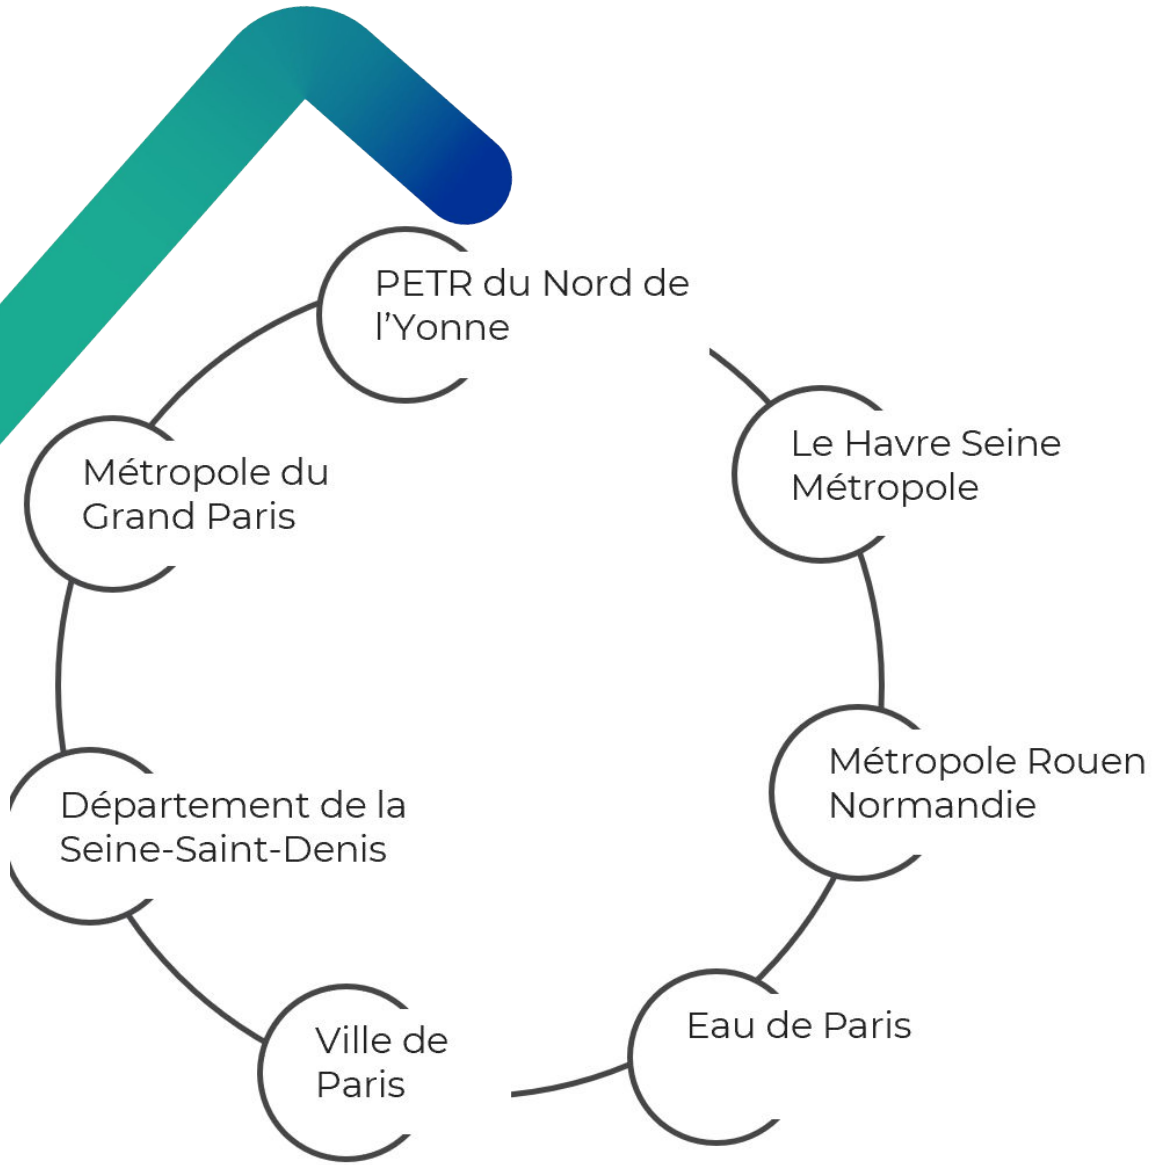 PETR du Nord de
l’Yonne
Le Havre Seine
Métropole
Métropole du
Grand Paris
Métropole Rouen
Normandie
Département de la
Seine-Saint-Denis
Eau de Paris
Ville de
Paris